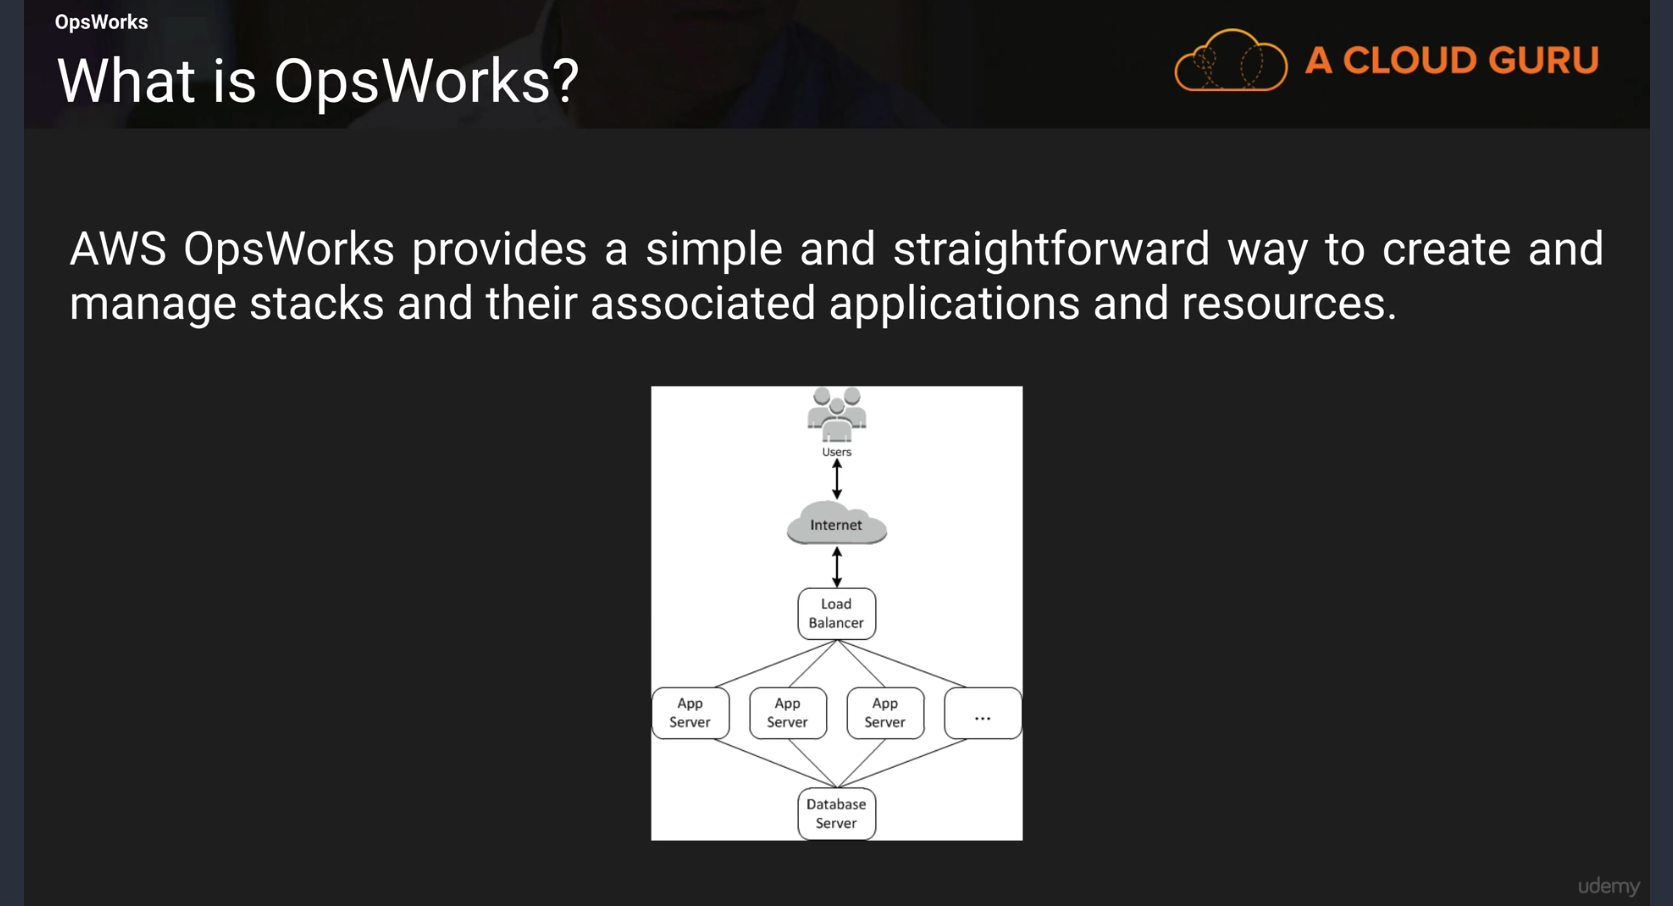 OpsWorks
What is OpsWorks?
A CLOUD GURU
AWS OpsWorks provides a simple and straightforward way to create and
manage stacks and their associated applications and resources.
Users
Internet
Load
Balancer
App
Server
App
Server
App
Server
...
Database
Server
udemy